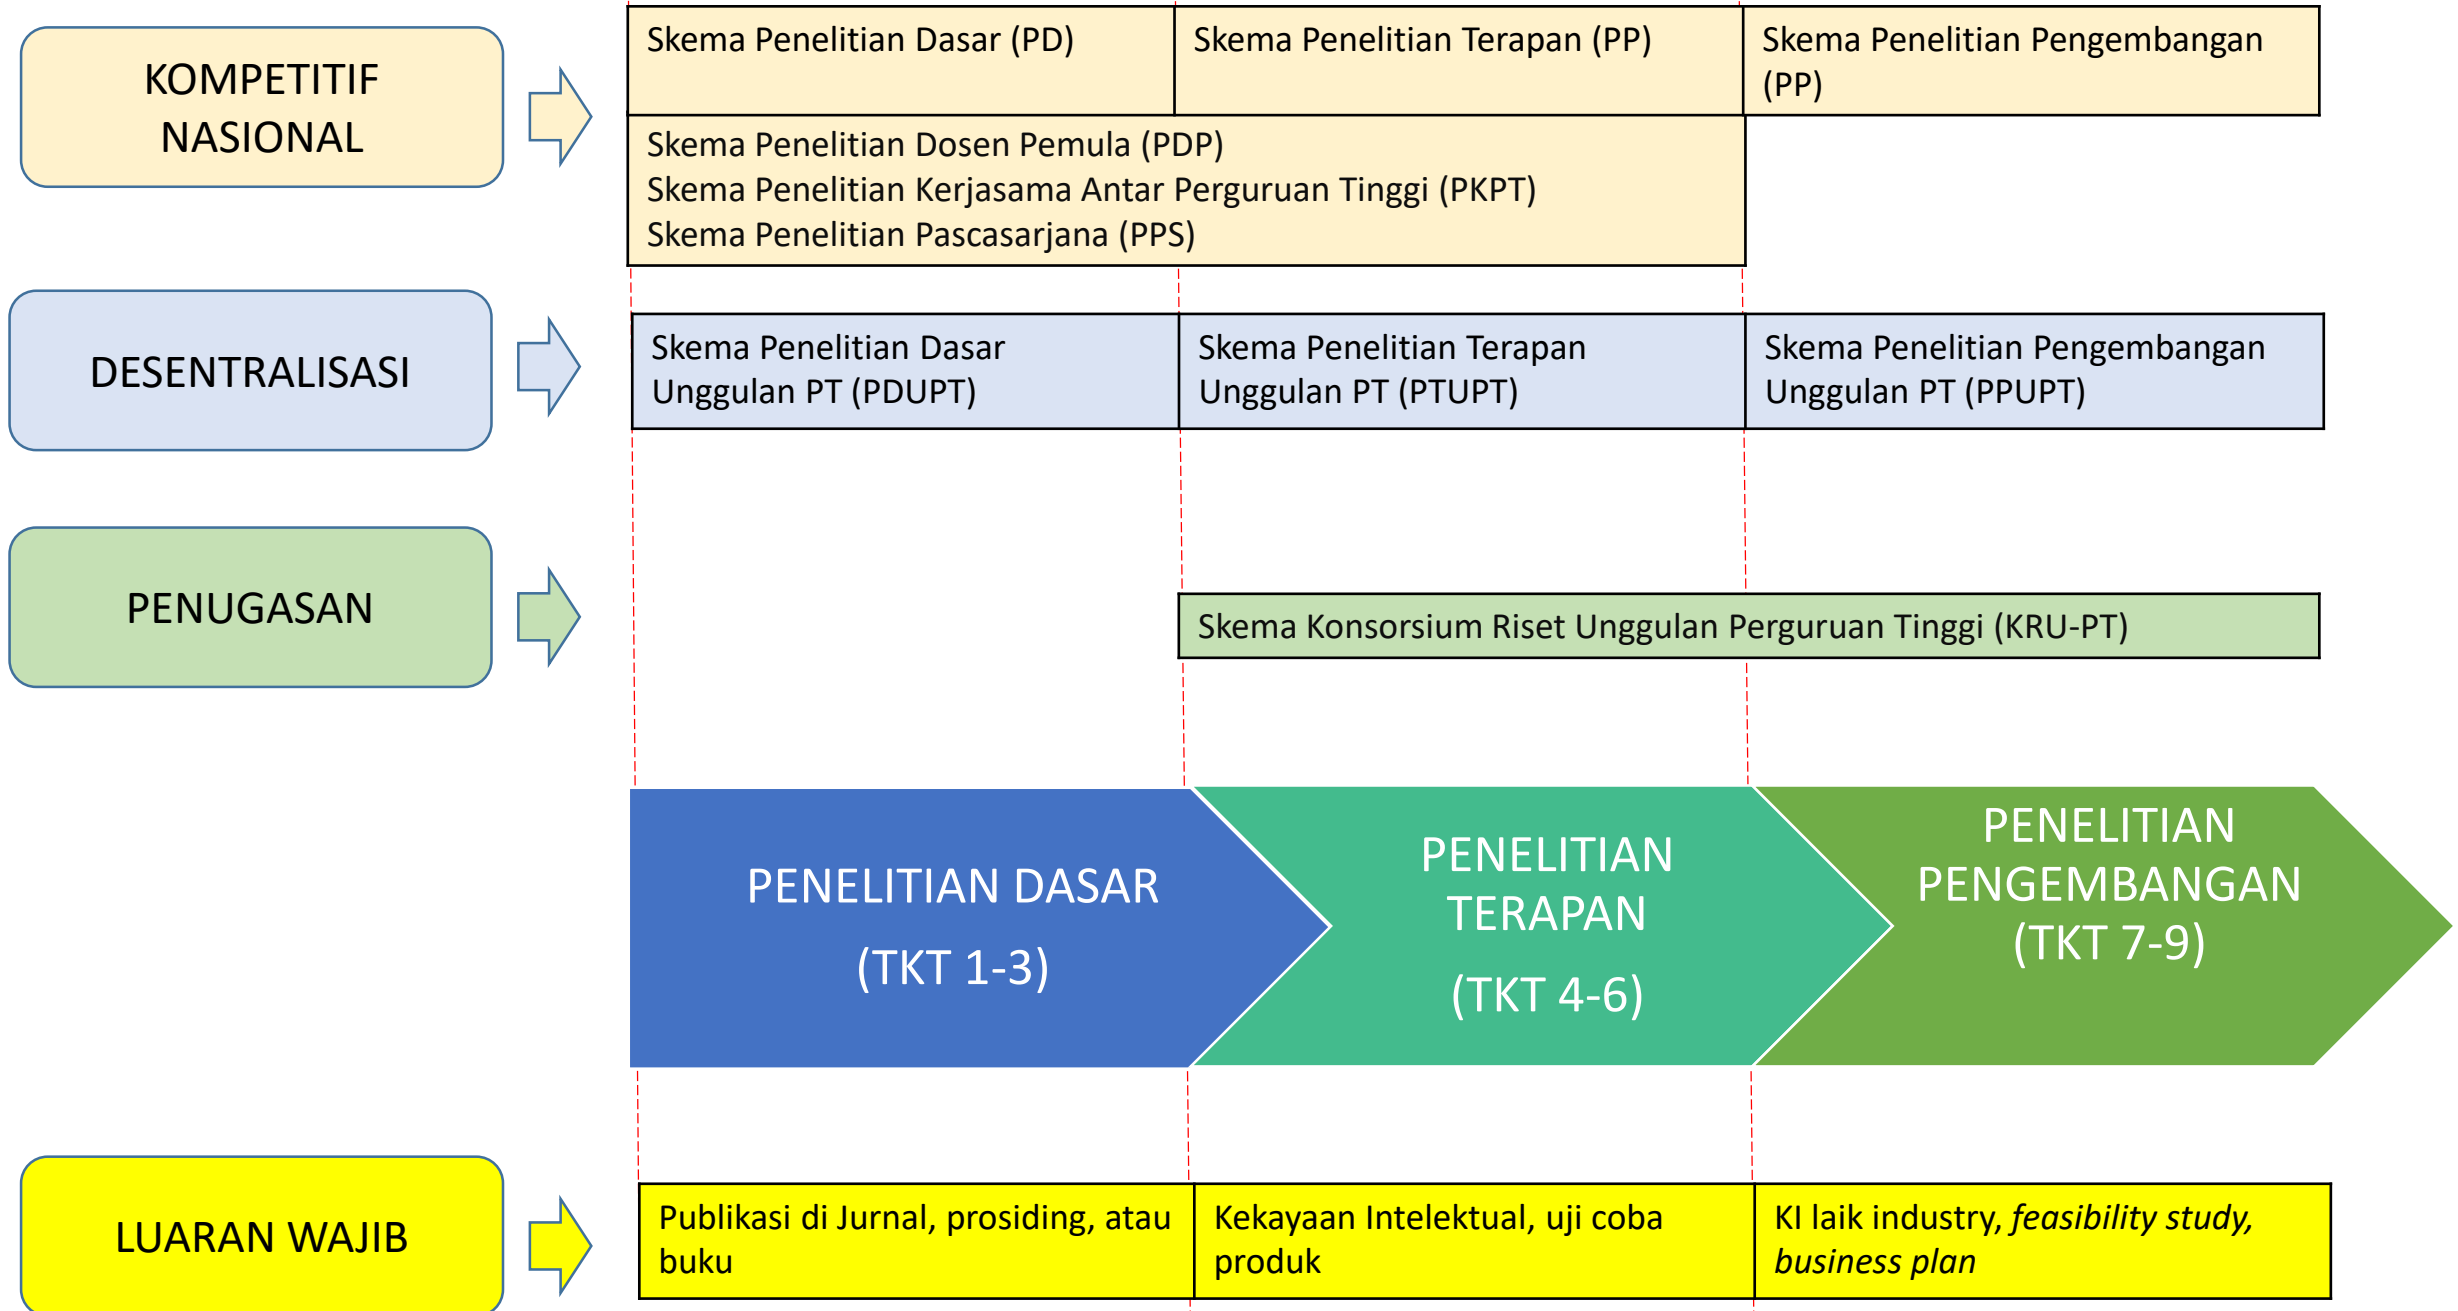 KOMPETITIF
NASIONAL
Skema Penelitian Dasar (PD)
Skema Penelitian Terapan (PP)
Skema Penelitian Pengembangan
(PP)
Skema Penelitian Dosen Pemula (PDP)
Skema Penelitian Kerjasama Antar Perguruan Tinggi (PKPT)
Skema Penelitian Pascasarjana (PPS)
DESENTRALISASI
Skema Penelitian Dasar
Unggulan PT (PDUPT)
Skema Penelitian Terapan
Unggulan PT (PTUPT)
Skema Penelitian Pengembangan
Unggulan PT (PPUPT)
PENUGASAN
Skema Konsorsium Riset Unggulan Perguruan Tinggi (KRU-PT)
PENELITIAN DASAR
(TKT 1-3)
PENELITIAN
TERAPAN
(TKT 4-6)
PENELITIAN
PENGEMBANGAN
(TKT 7-9)
LUARAN WAJIB
Publikasi di Jurnal, prosiding, atau
buku
Kekayaan Intelektual, uji coba
produk
KI laik industry, feasibility study,
business plan